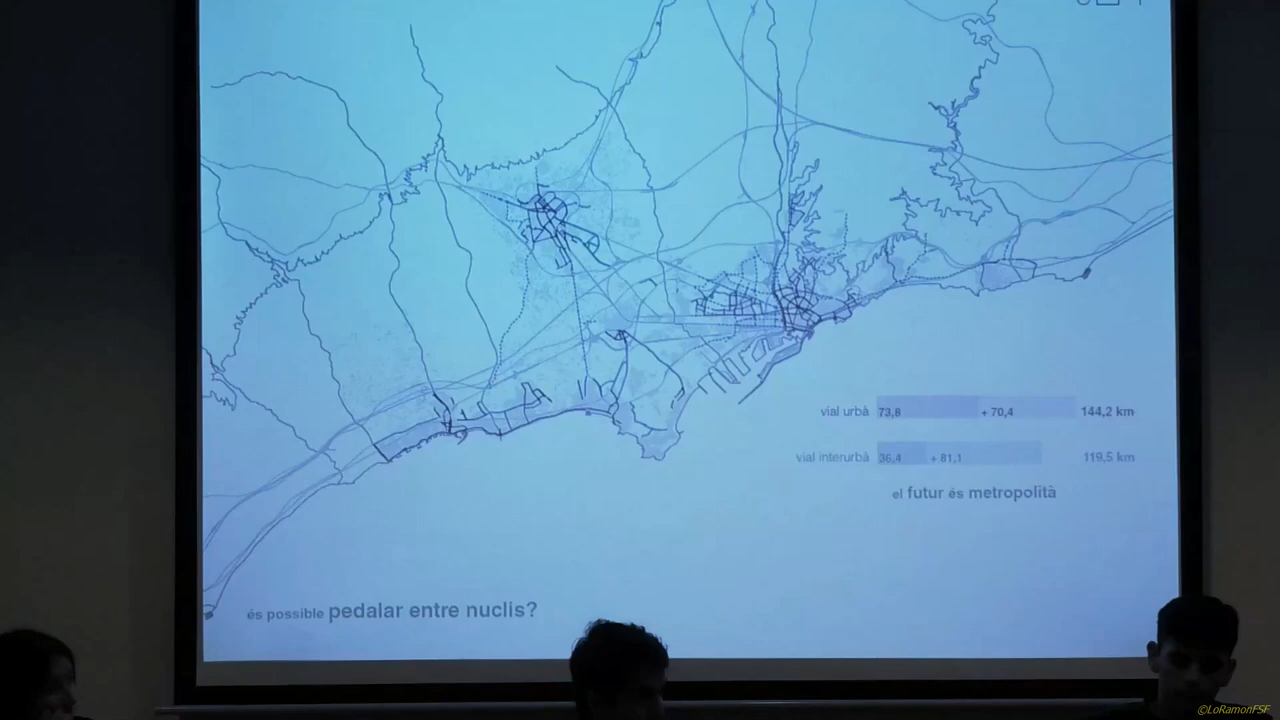 vial urbà 73,8 + 70,4 144,2 km
vial interurbà 36,4 + 81,1 119,5 km
el futur és metropolità
és possible pedalar entre nuclis?
©LoRamonFSF